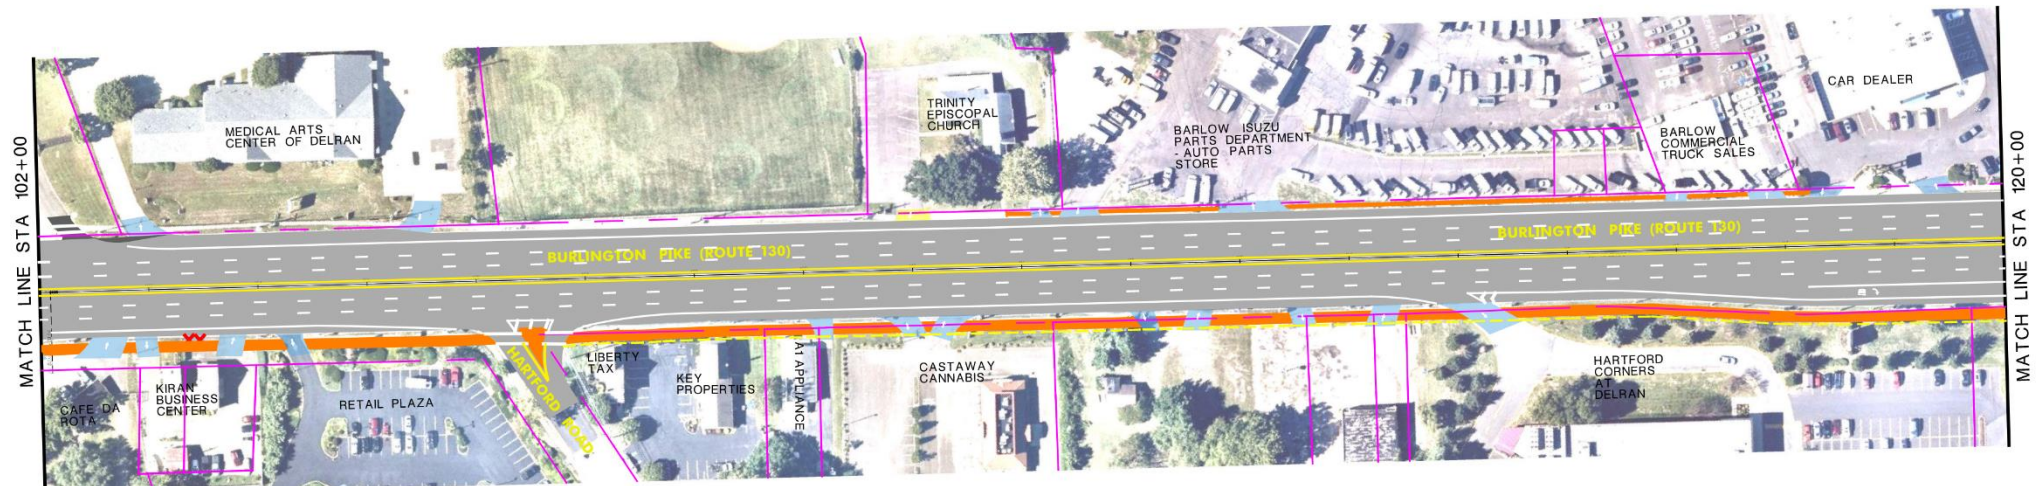 MATCH LINE STA 102+00
MEDICAL ARTS
CENTER OF DELRAN
TRINITY
EPISCOPAL
CHURCH
BARLOW ISUZU
PARTS DEPARTMENT
- AUTO PARTS
STORE
BARLOW
COMMERCIAL
TRUCK SALES
CAR DEALER
MATCH LINE STA 120+00
BURLINGTON PIKE (ROUTE 130)
BURLINGTON PIKE (ROUTE 130)
CAFE DA
ROTA
KIRAN
BUSINESS
CENTER
RETAIL PLAZA
HARTFORD ROAD
LIBERTY
TAX
KEY
PROPERTIES
A1 APPLIANCE
CASTAWAY
CANNABIS
HARTFORD
CORNERS
AT
DELRAN